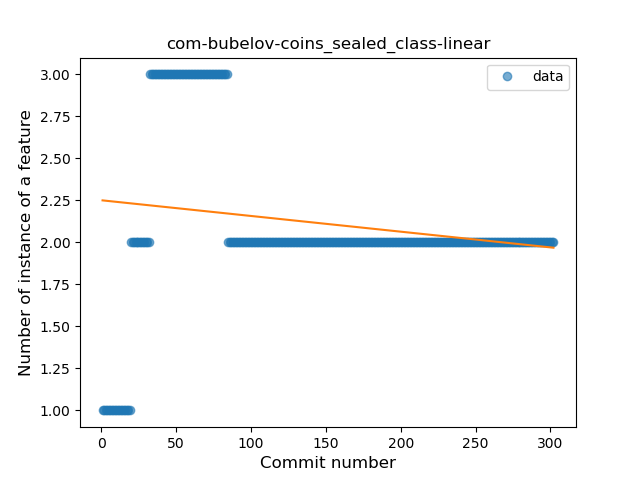 com-bubelov-coins_sealed_class-linear
data
Number of instance of a feature
3.00
2.75
2.50
2.25
2.00
1.75
1.50
1.25
1.00
0 50 100 150 200 250 300
Commit number